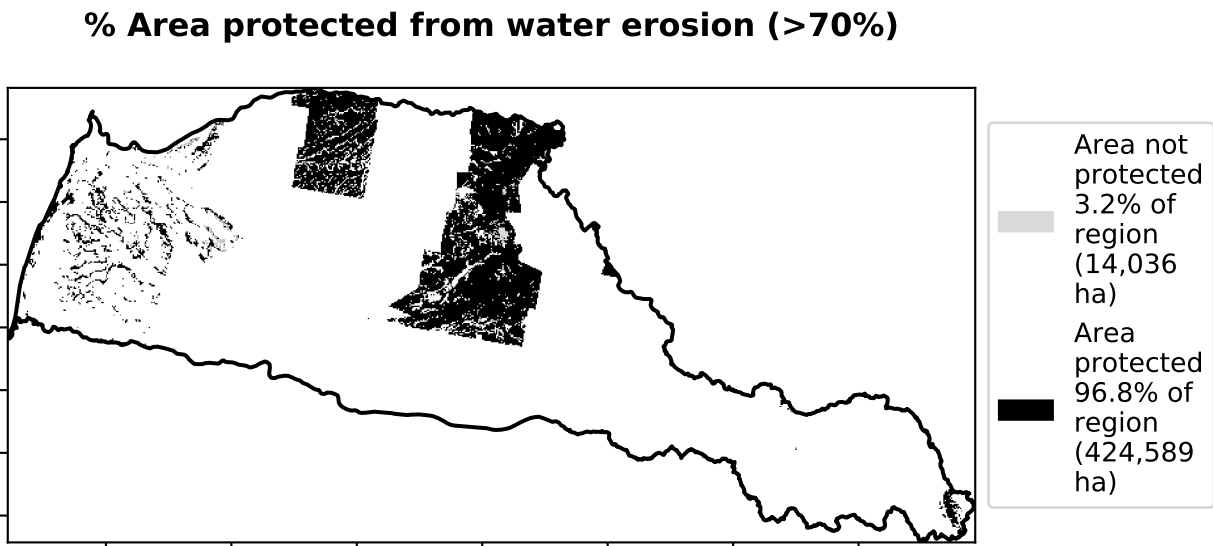 % Area protected from water erosion (>70%)
Area not
protected
3.2% of
region
(14,036
ha)
Area
protected
96.8% of
region
(424,589
ha)